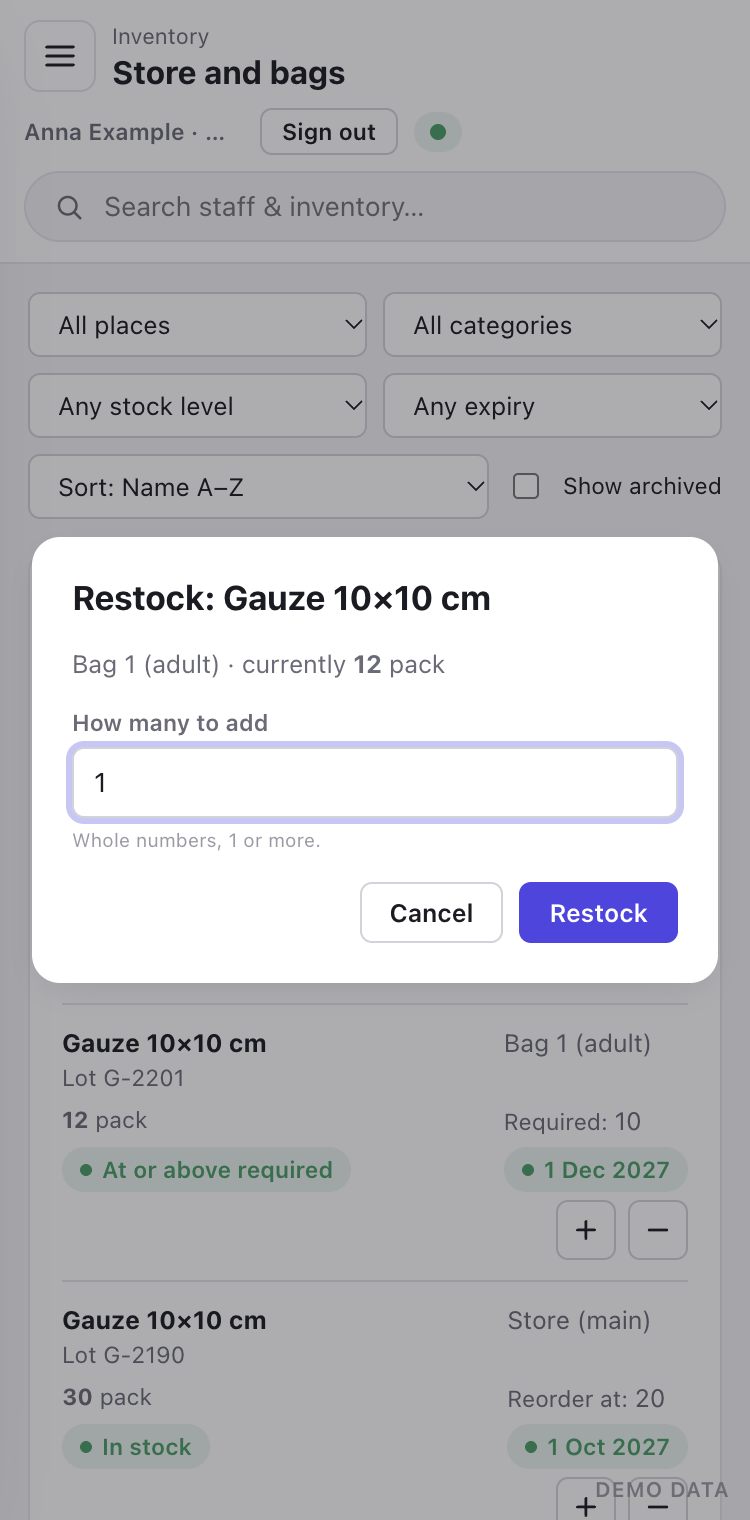 Inventory
Store and bags
Anna Example · ...
Sign out
Search staff & inventory...
All places
All categories
Any stock level
Any expiry
Sort: Name A–Z
Show archived
Restock: Gauze 10×10 cm
Bag 1 (adult) · currently 12 pack
How many to add
1
Whole numbers, 1 or more.
Cancel
Restock
Gauze 10×10 cm
Bag 1 (adult)
Lot G-2201
12 pack
Required: 10
At or above required
1 Dec 2027
+
−
Gauze 10×10 cm
Store (main)
Lot G-2190
30 pack
Reorder at: 20
In stock
1 Oct 2027
+
−
DEMO DATA